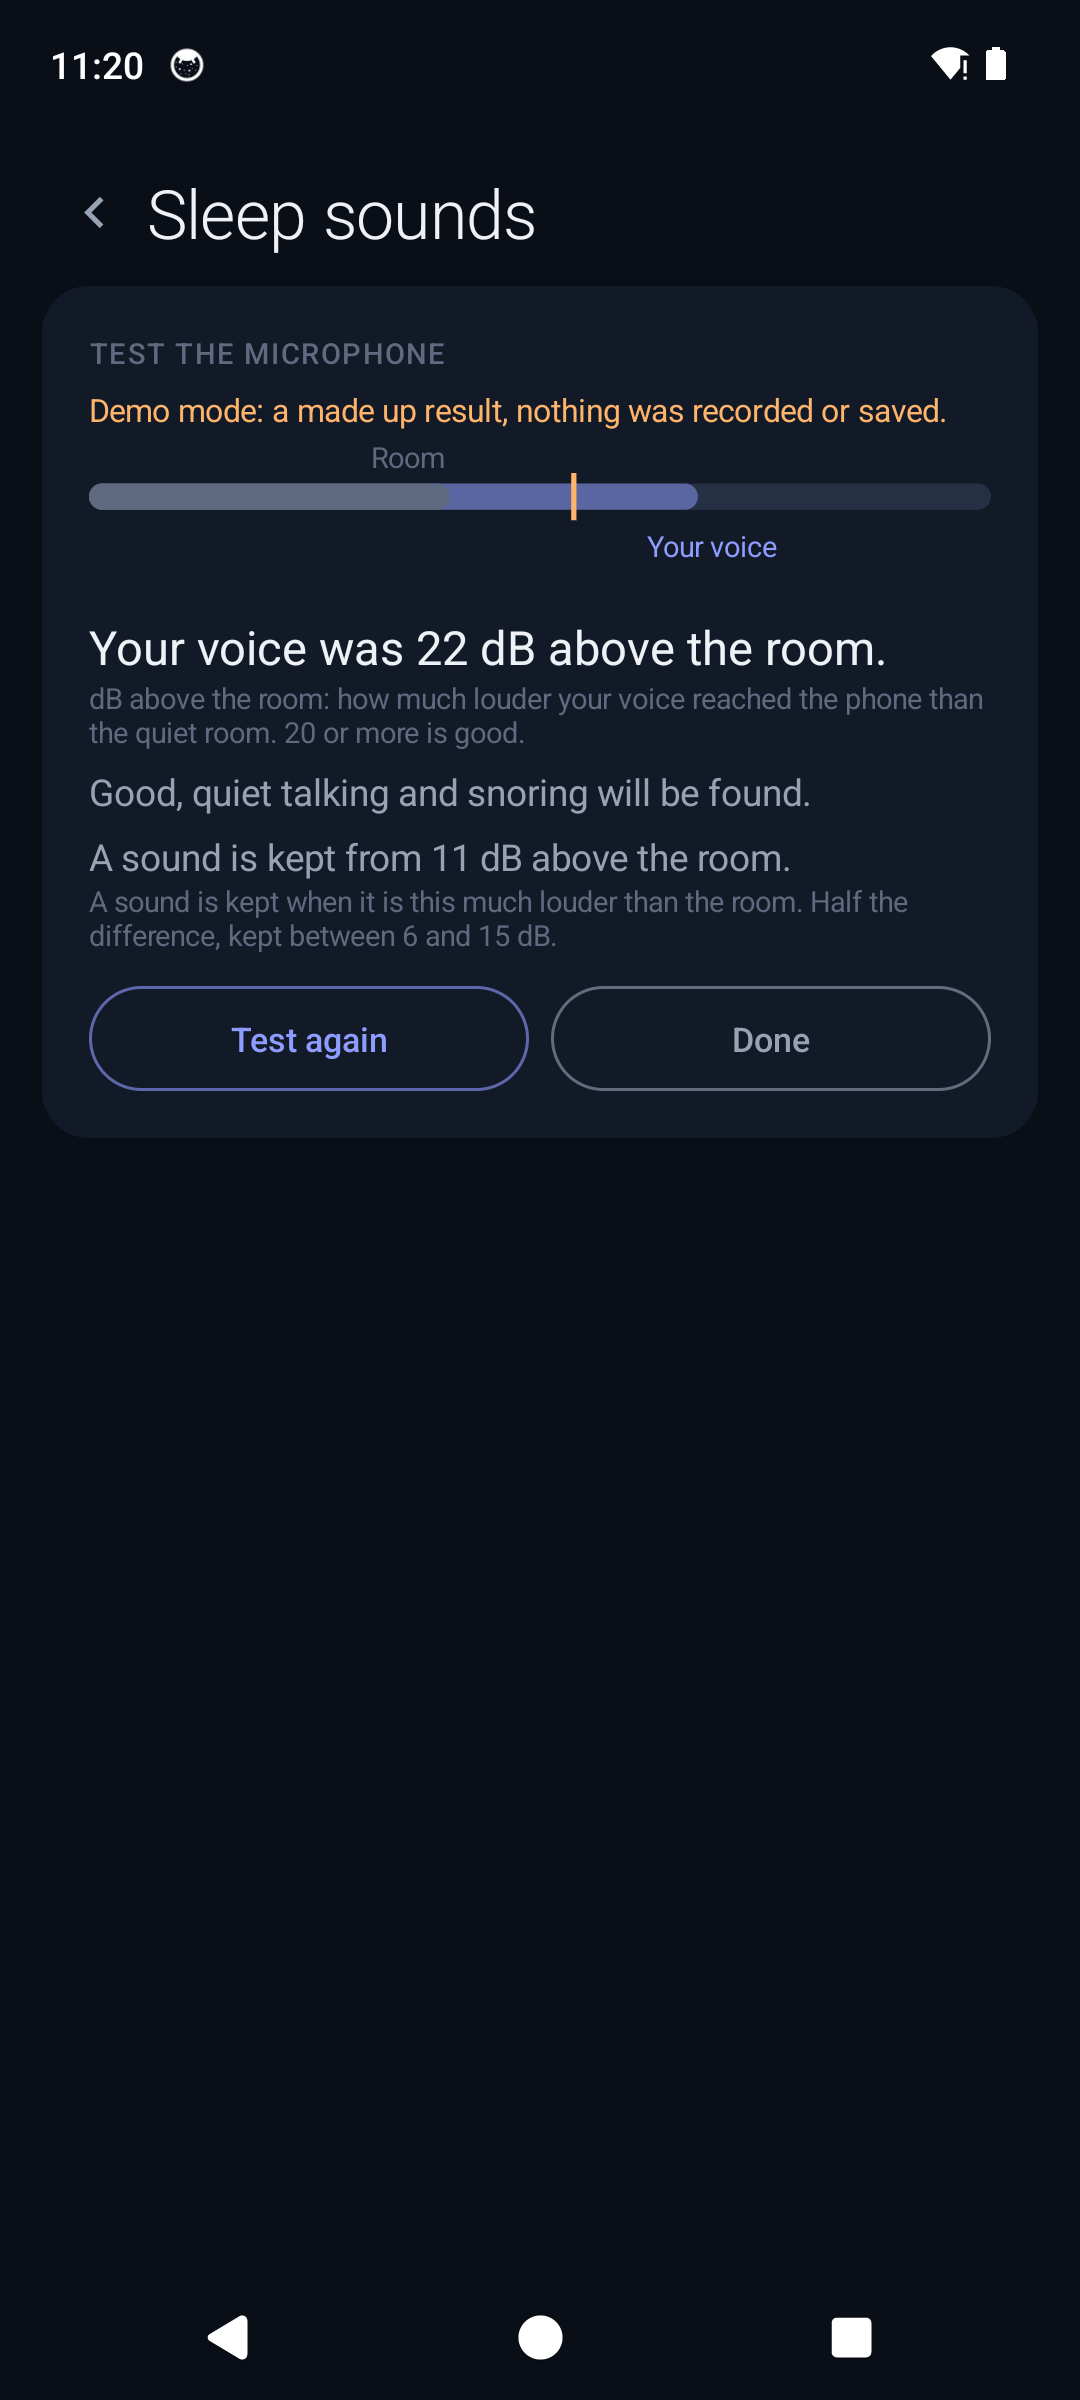 11:20
Sleep sounds
TEST THE MICROPHONE
Demo mode: a made up result, nothing was recorded or saved.
Room
Your voice
Your voice was 22 dB above the room.
dB above the room: how much louder your voice reached the phone than
the quiet room. 20 or more is good.
Good, quiet talking and snoring will be found.
A sound is kept from 11 dB above the room.
A sound is kept when it is this much louder than the room. Half the
difference, kept between 6 and 15 dB.
Test again
Done